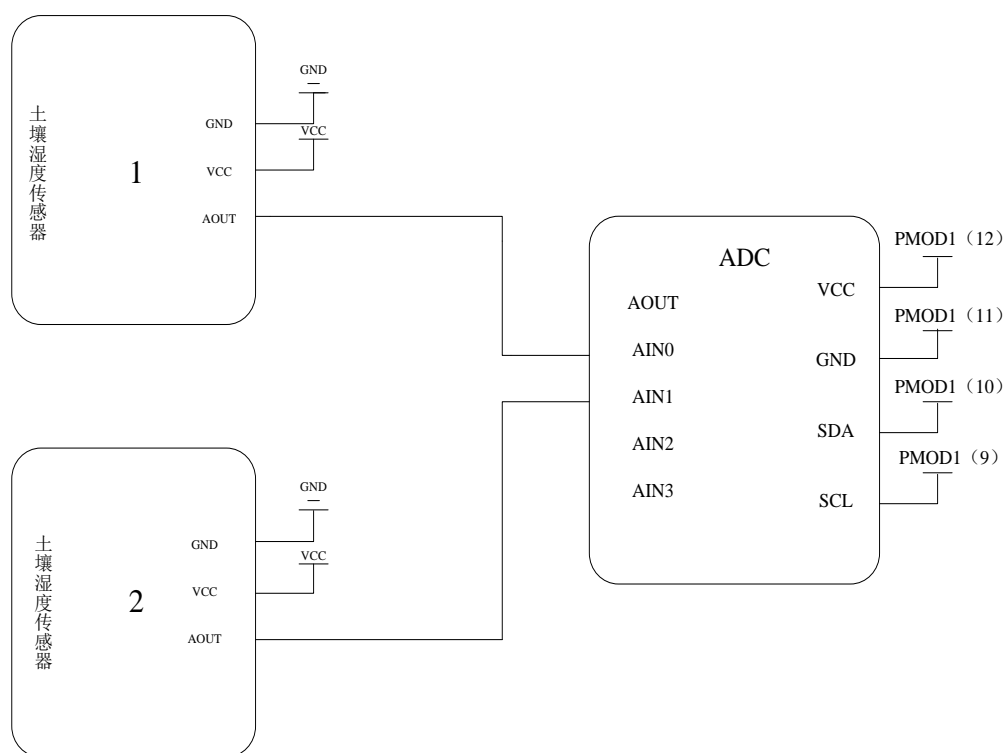 土壤湿度传感器
1
GND
VCC
AOUT
GND
VCC
土壤湿度传感器
2
GND
VCC
AOUT
GND
VCC
ADC
AOUT
AIN0
AIN1
AIN2
AIN3
VCC
GND
SDA
SCL
PMOD1（12）
PMOD1（11）
PMOD1（10）
PMOD1（9）